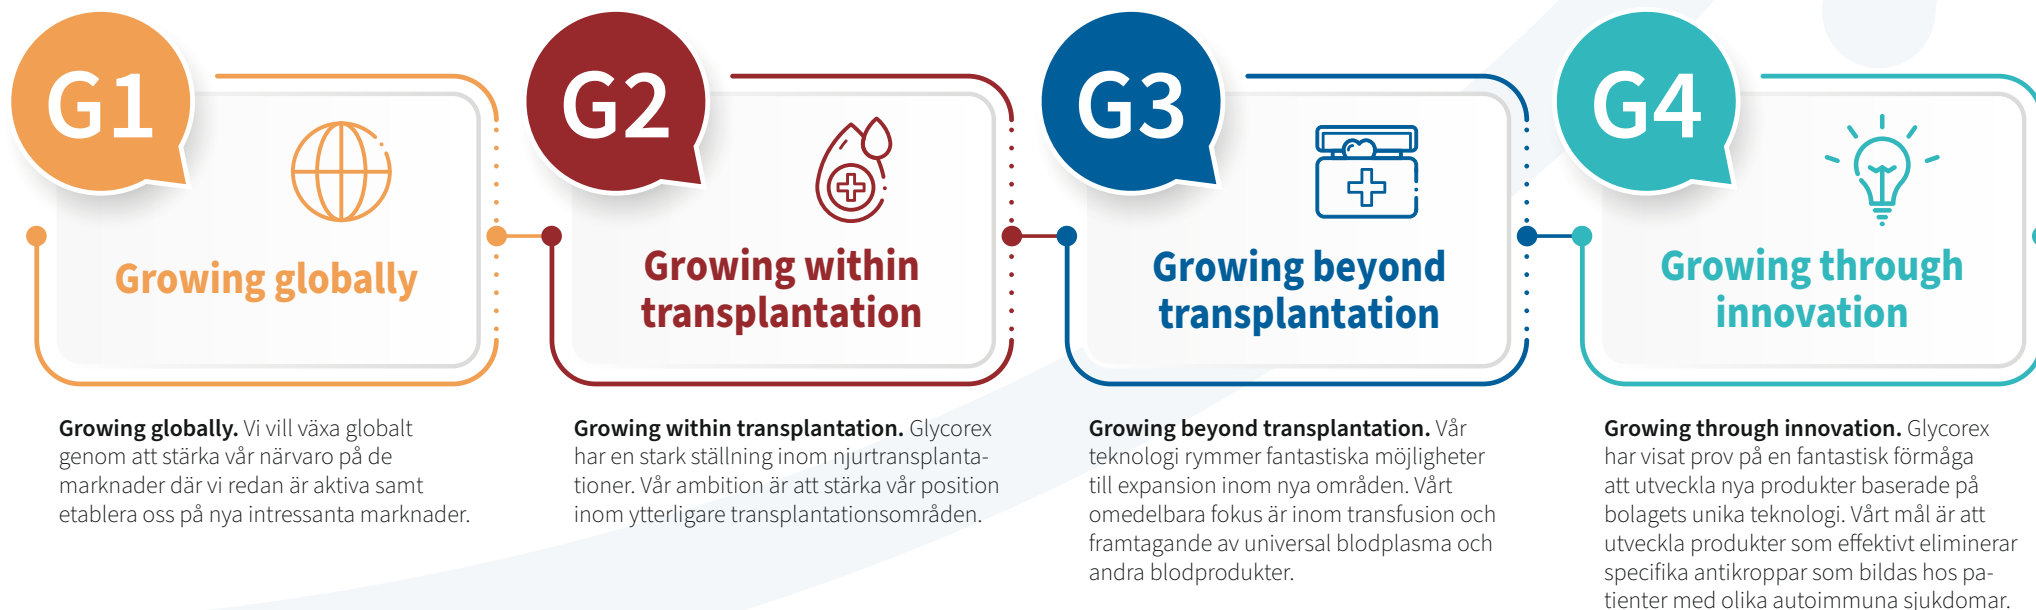 G1
Growing globally
Growing globally. Vi vill växa globalt
genom att stärka vår närvaro på de
marknader där vi redan är aktiva samt
etablera oss på nya intressanta marknader.
G2
Growing within
transplantation
Growing within transplantation. Glycorex
har en stark ställning inom njurtransplanta-
tioner. Vår ambition är att stärka vår position
inom ytterligare transplantationsområden.
G3
Growing beyond
transplantation
Growing beyond transplantation. Vår
teknologi rymmer fantastiska möjligheter
till expansion inom nya områden. Vårt
omedelbara fokus är inom transfusion och
framtagande av universal blodplasma och
andra blodprodukter.
G4
Growing through
innovation
Growing through innovation. Glycorex
har visat prov på en fantastisk förmåga
att utveckla nya produkter baserade på
bolagets unika teknologi. Vårt mål är att
utveckla produkter som effektivt eliminerar
specifika antikroppar som bildas hos pa-
tienter med olika autoimmuna sjukdomar.